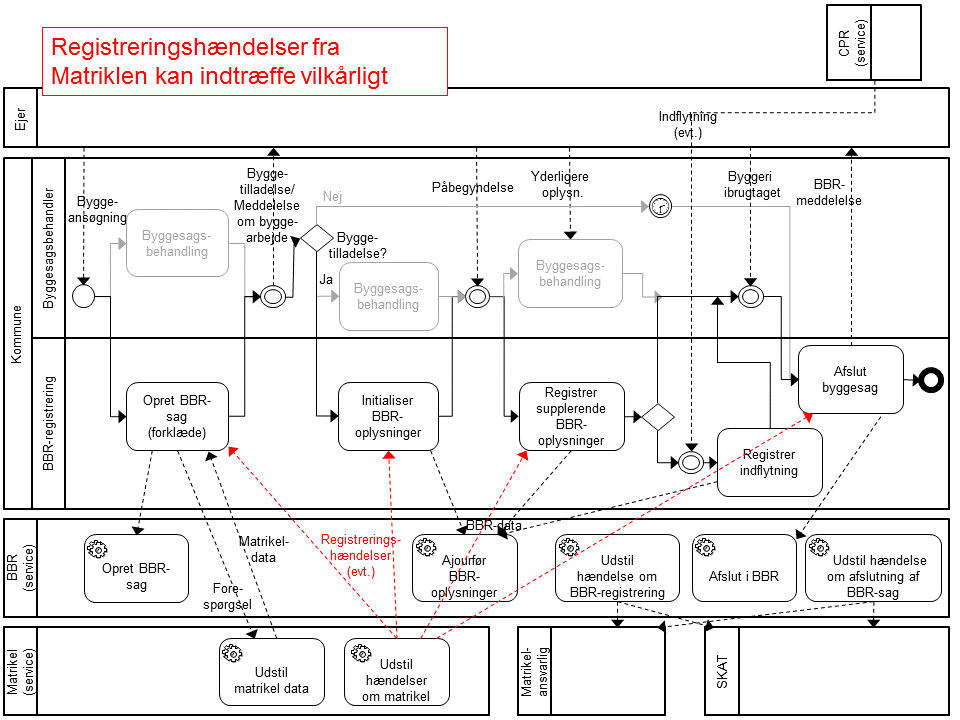 Registreringshændelser fra
Matriklen kan indtræffe vilkårligt
CPR
(service)
Ejer
Indflytning
(evt.)
Kommune
Byggesagsbehandler
Bygge-
ansøgning
Byggesags-
behandling
Bygge-
tilladelse/
Meddelelse
om bygge-
arbejde
Nej
Bygge-
tilladelse?
Ja
Byggesags-
behandling
Påbegyndelse
Yderligere
oplysn.
Byggesags-
behandling
Byggeri
ibrugtaget
BBR-
meddelelse
BBR-registrering
Opret BBR-
sag
(forklæde)
Initialiser
BBR-
oplysninger
Registrer
supplerende
BBR-
oplysninger
Registrer
indflytning
Afslut
byggesag
BBR
(service)
Opret BBR-
sag
Matrikel-
data
Fore-
spørgsel
Registrerings-
hændelser
(evt.)
BBR-data
Ajourfør
BBR-
oplysninger
Udstil
hændelse om
BBR-registrering
Afslut i BBR
Udstil hændelse
om afslutning af
BBR-sag
Matrikel
(service)
Udstil
matrikel data
Udstil
hændelser
om matrikel
Matrikel-
ansvarlig
SKAT